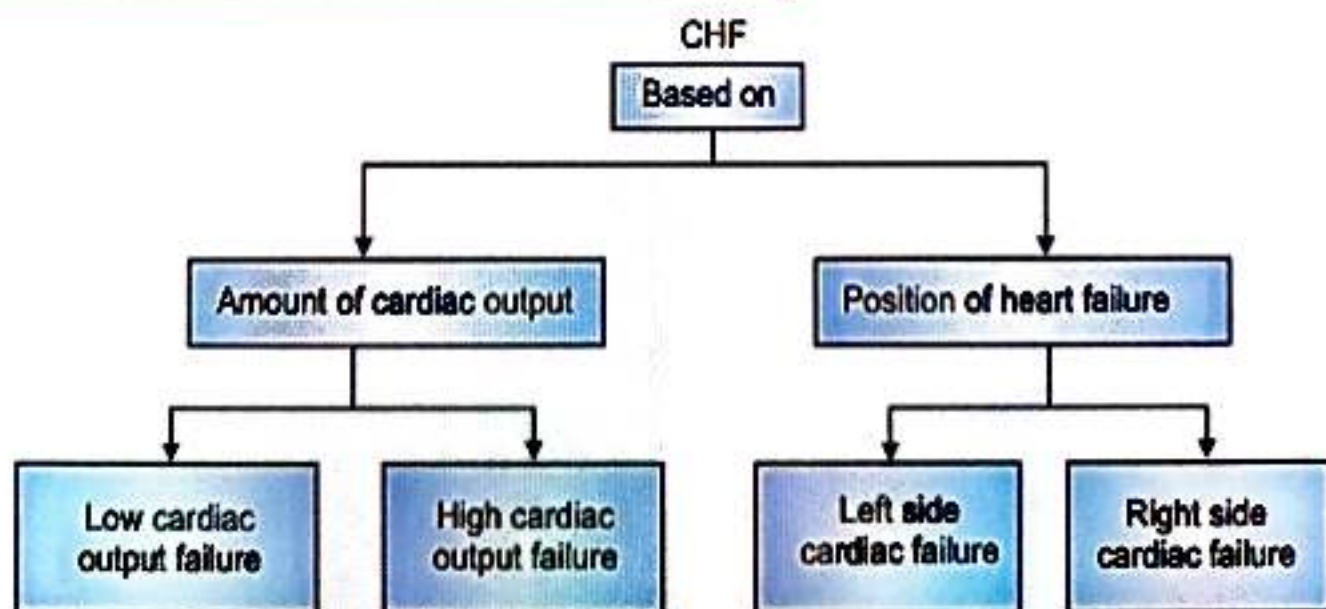 CHF
Based on
Amount of cardiac output
Position of heart failure
Low cardiac
output failure
High cardiac
output failure
Left side
cardiac failure
Right side
cardiac failure